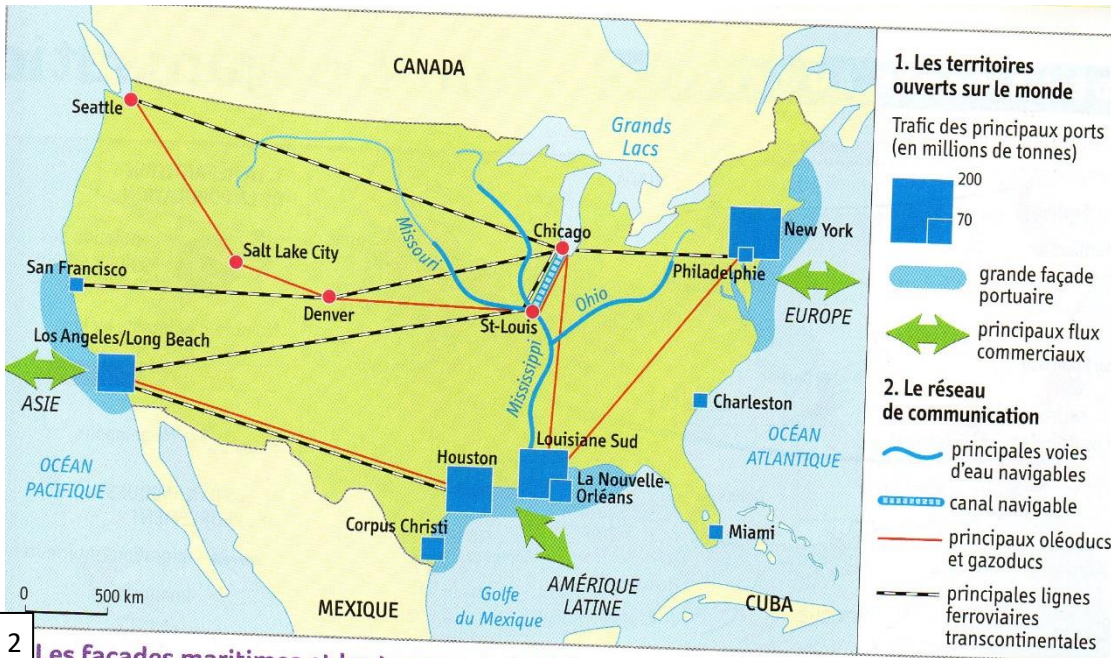 CANADA
Seattle
Grands
Lacs
Missouri
Chicago
New York
Philadelphie
Salt Lake City
San Francisco
Denver
St-Louis
Ohio
EUROPE
Los Angeles/Long Beach
Mississippi
ASIE
Charleston
OCÉAN
ATLANTIQUE
OCÉAN
PACIFIQUE
Houston
Louisiane Sud
La Nouvelle-
Orléans
Corpus Christi
Miami
AMÉRIQUE
LATINE
Golfe
du Mexique
MEXIQUE
CUBA
0 500 km
1. Les territoires
ouverts sur le monde
Trafic des principaux ports
(en millions de tonnes)
200
70
grande façade
portuaire
principaux flux
commerciaux
2. Le réseau
de communication
principales voies
d'eau navigables
canal navigable
principaux oléoducs
et gazoducs
principales lignes
ferroviaires
transcontinentales
2
Les façades maritimes et